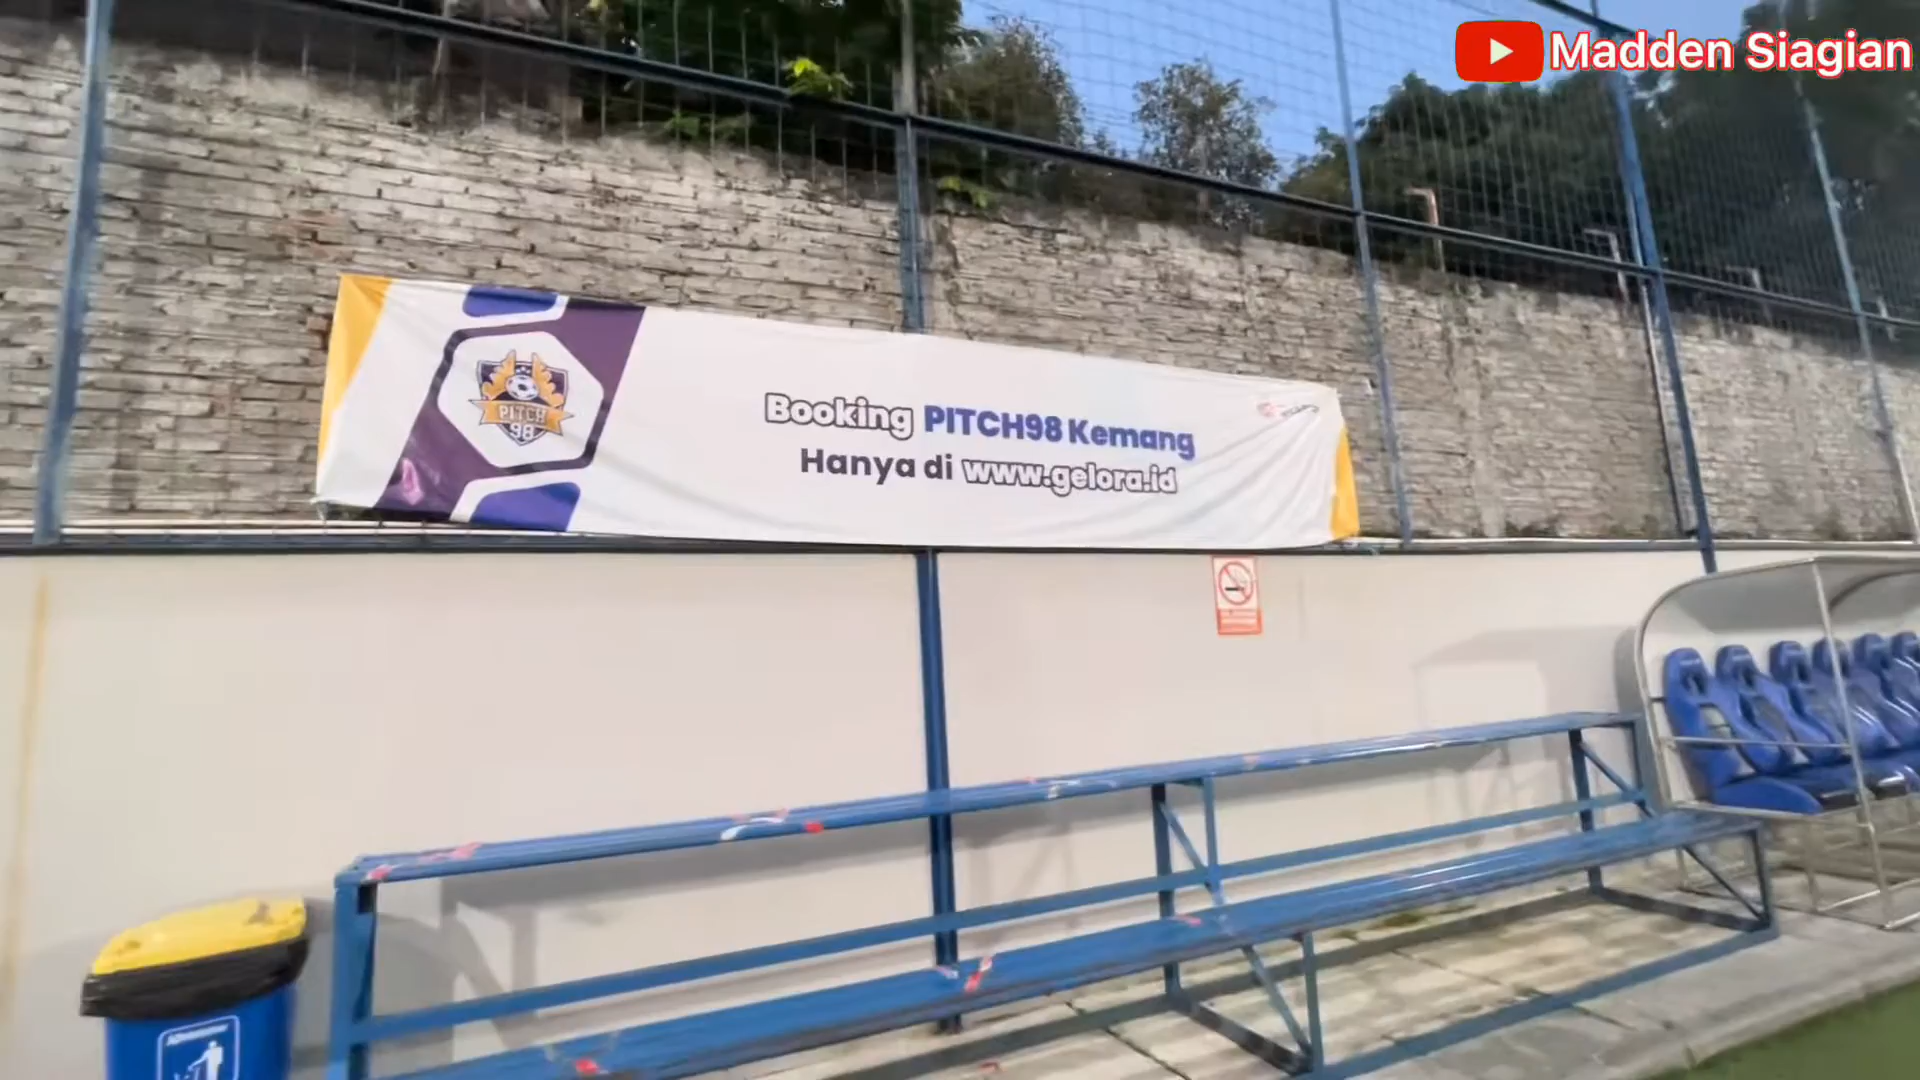 Madden Siagian
PITCH
98
Booking PITCH98 Kemang
Hanya di www.gelora.id